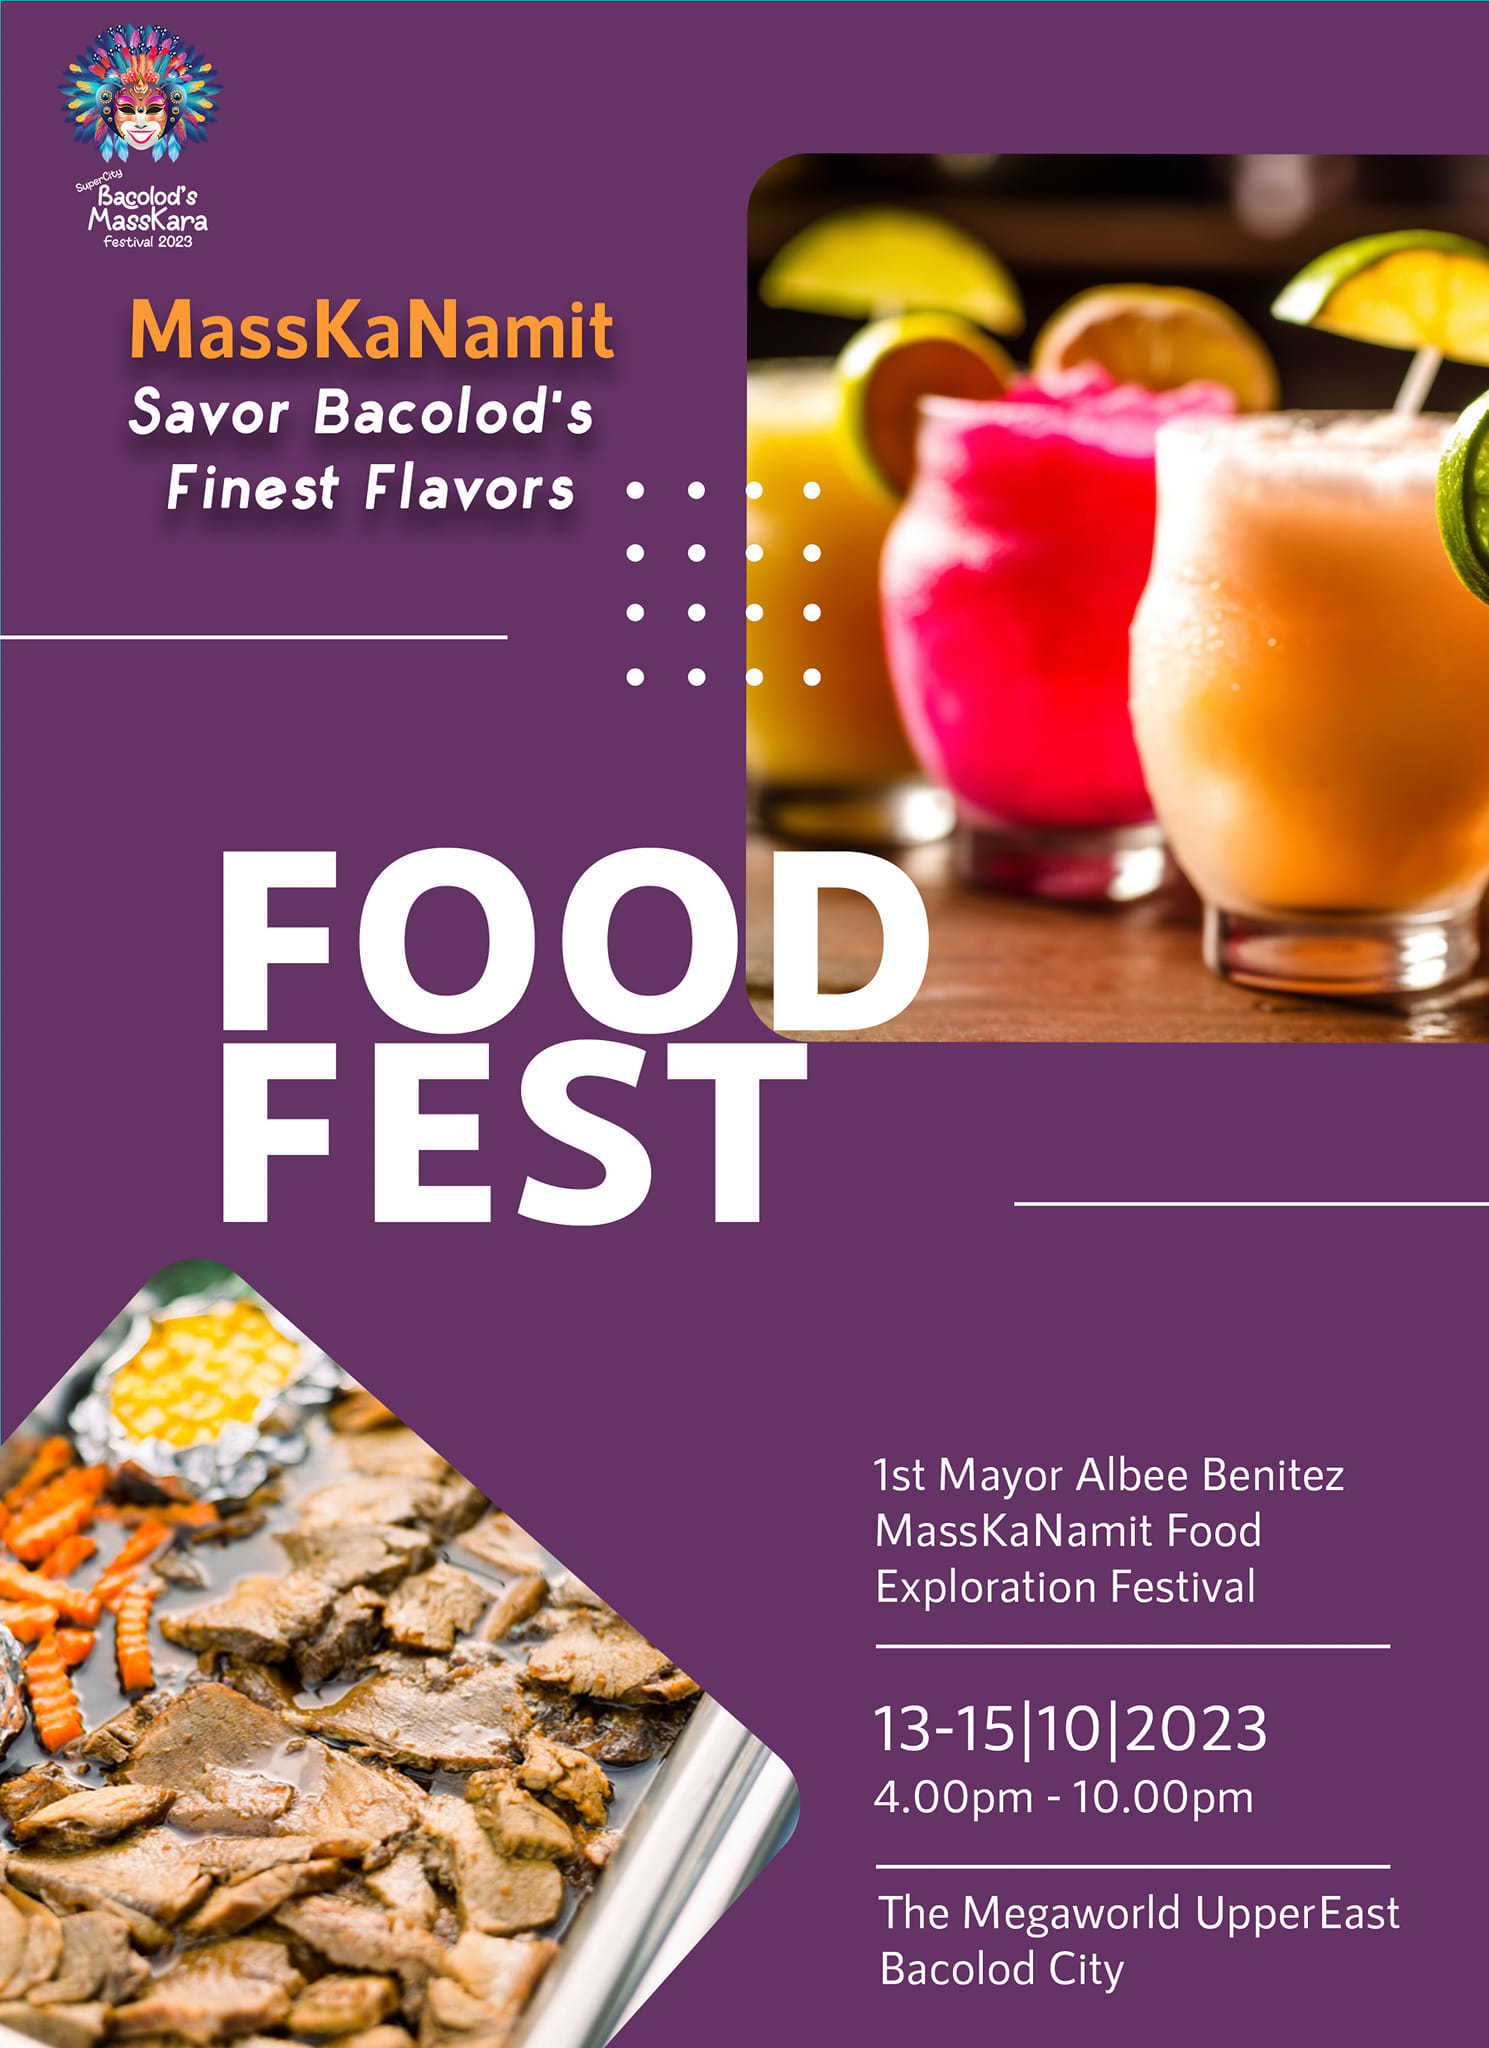 SuperCity
Bacolod's
MassKara
Festival 2023
MassKaNamit
Savor Bacolod's
Finest Flavors
FOOD
FEST
1st Mayor Albee Benitez
MassKaNamit Food
Exploration Festival
13-15|10|2023
4.00pm - 10.00pm
The Megaworld UpperEast
Bacolod City